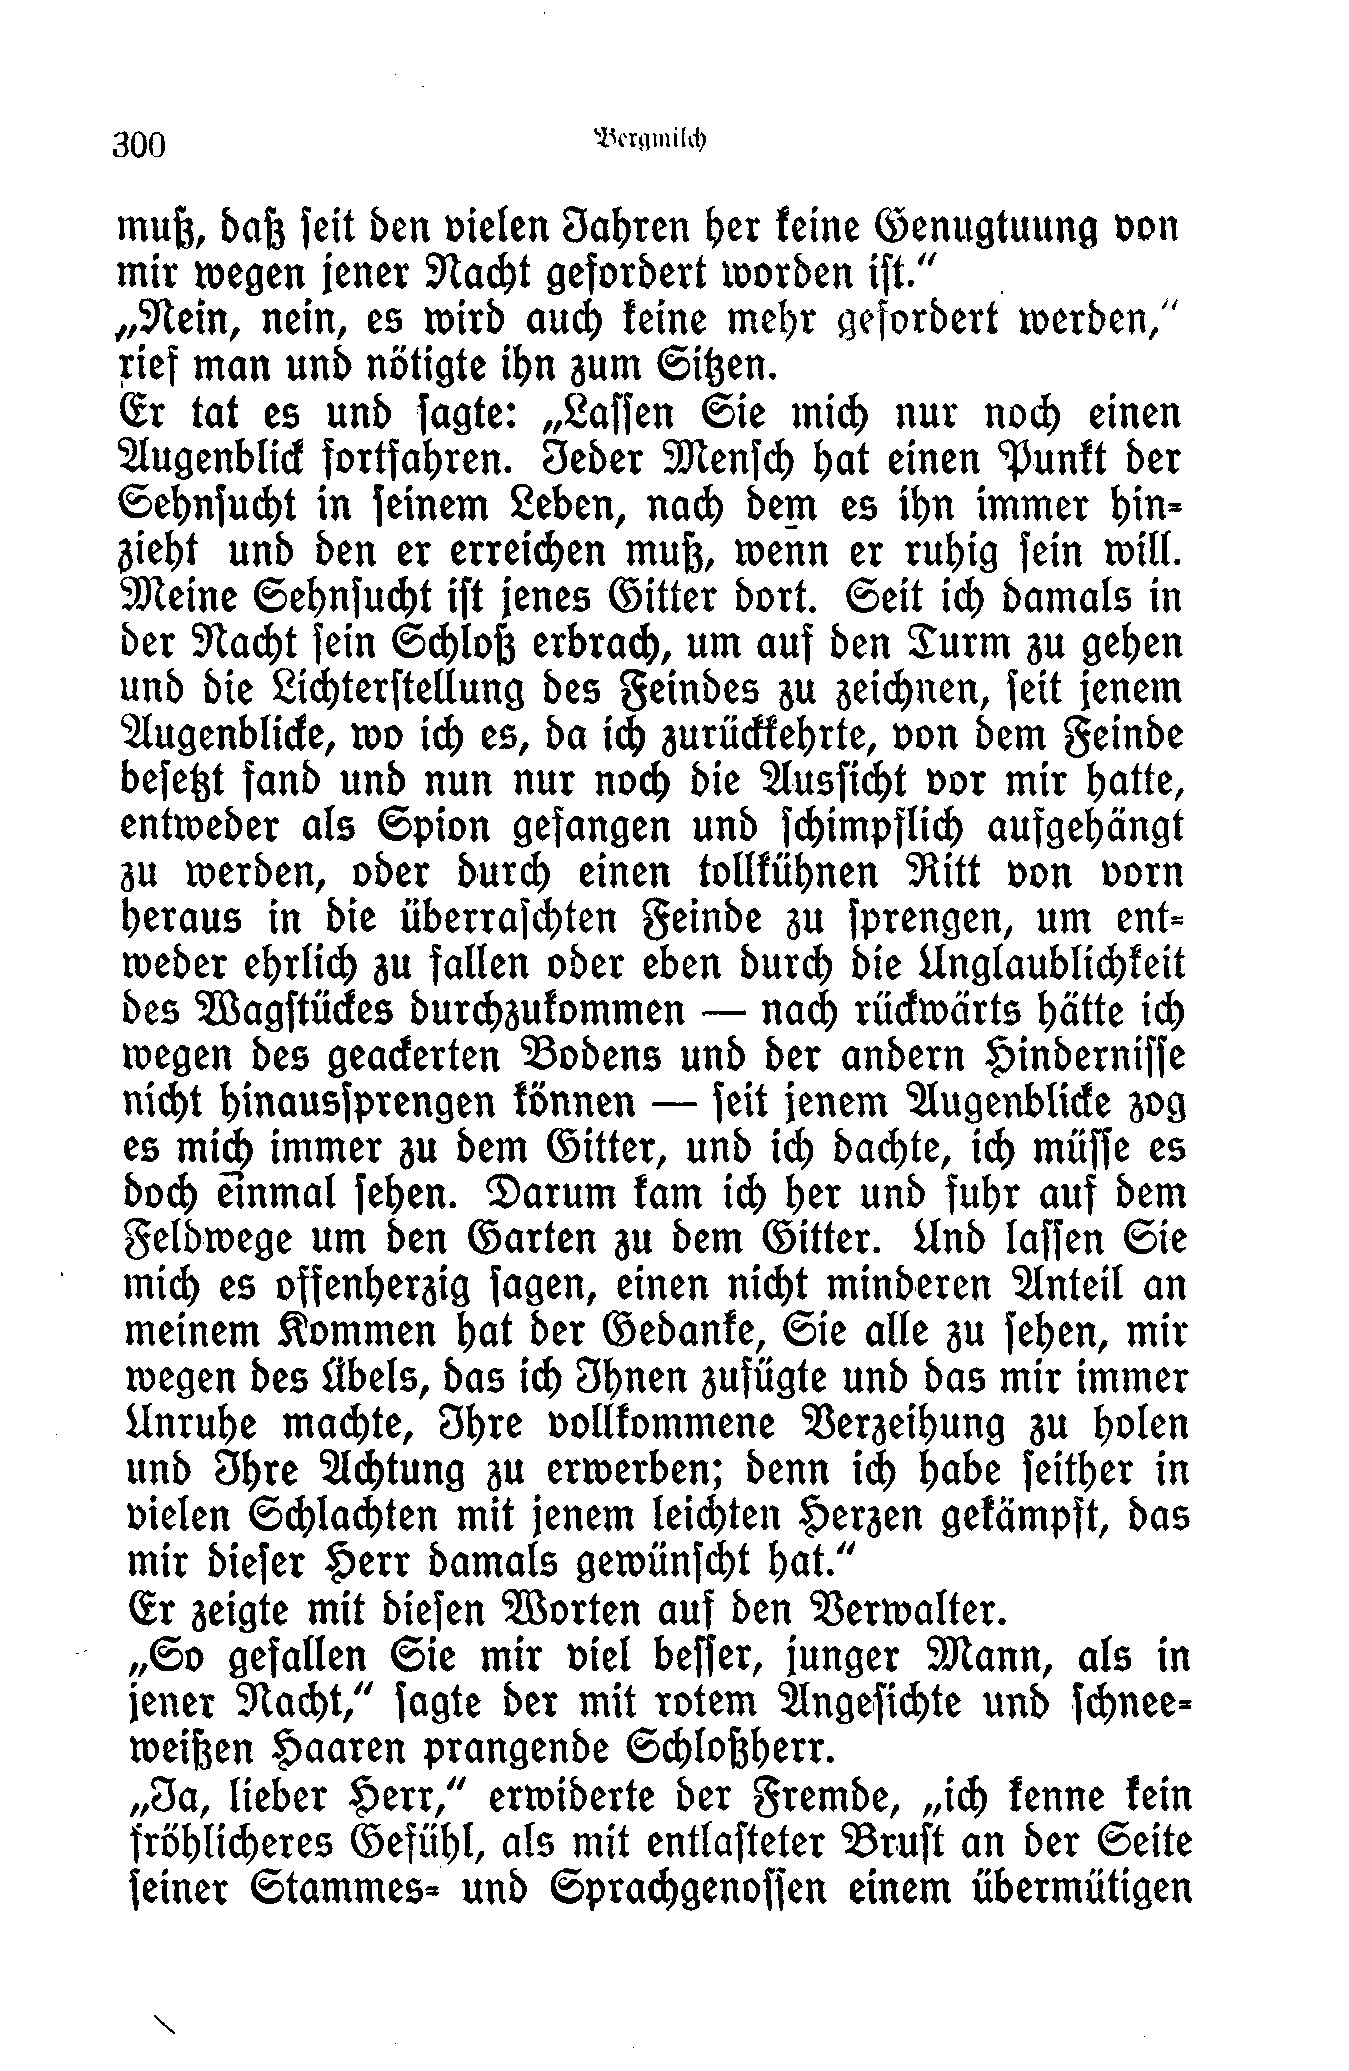 300
Bergmilch
muß, daß seit den vielen Jahren her keine Genugtuung von
mir wegen jener Nacht gefordert worden ist.“
„Nein, nein, es wird auch keine mehr gefordert werden,“
rief man und nötigte ihn zum Sitzen.
Er tat es und sagte: „Lassen Sie mich nur noch einen
Augenblick fortfahren. Jeder Mensch hat einen Punkt der
Sehnsucht in seinem Leben, nach dem es ihn immer hin-
zieht und den er erreichen muß, wenn er ruhig sein will.
Meine Sehnsucht ist jenes Gitter dort. Seit ich damals in
der Nacht sein Schloß erbrach, um auf den Turm zu gehen
und die Lichterstellung des Feindes zu zeichnen, seit jenem
Augenblicke, wo ich es, da ich zurückkehrte, von dem Feinde
besetzt fand und nun nur noch die Aussicht vor mir hatte,
entweder als Spion gefangen und schimpflich aufgehängt
zu werden, oder durch einen tollkühnen Ritt von vorn
heraus in die überraschten Feinde zu sprengen, um ent-
weder ehrlich zu fallen oder eben durch die Unglaublichkeit
des Wagstückes durchzukommen — nach rückwärts hätte ich
wegen des geackerten Bodens und der andern Hindernisse
nicht hinaussprengen können — seit jenem Augenblicke zog
es mich immer zu dem Gitter, und ich dachte, ich müsse es
doch einmal sehen. Darum kam ich her und fuhr auf dem
Feldwege um den Garten zu dem Gitter. Und lassen Sie
mich es offenherzig sagen, einen nicht minderen Anteil an
meinem Kommen hat der Gedanke, Sie alle zu sehen, mir
wegen des Übels, das ich Ihnen zufügte und das mir immer
Unruhe machte, Ihre vollkommene Verzeihung zu holen
und Ihre Achtung zu erwerben; denn ich habe seither in
vielen Schlachten mit jenem leichten Herzen gekämpft, das
mir dieser Herr damals gewünscht hat.“
Er zeigte mit diesen Worten auf den Verwalter.
„So gefallen Sie mir viel besser, junger Mann, als in
jener Nacht,“ sagte der mit rotem Angesichte und schnee-
weißen Haaren prangende Schloßherr.
„Ja, lieber Herr,“ erwiderte der Fremde, „ich kenne kein
fröhlicheres Gefühl, als mit entlasteter Brust an der Seite
seiner Stammes- und Sprachgenossen einem übermütigen